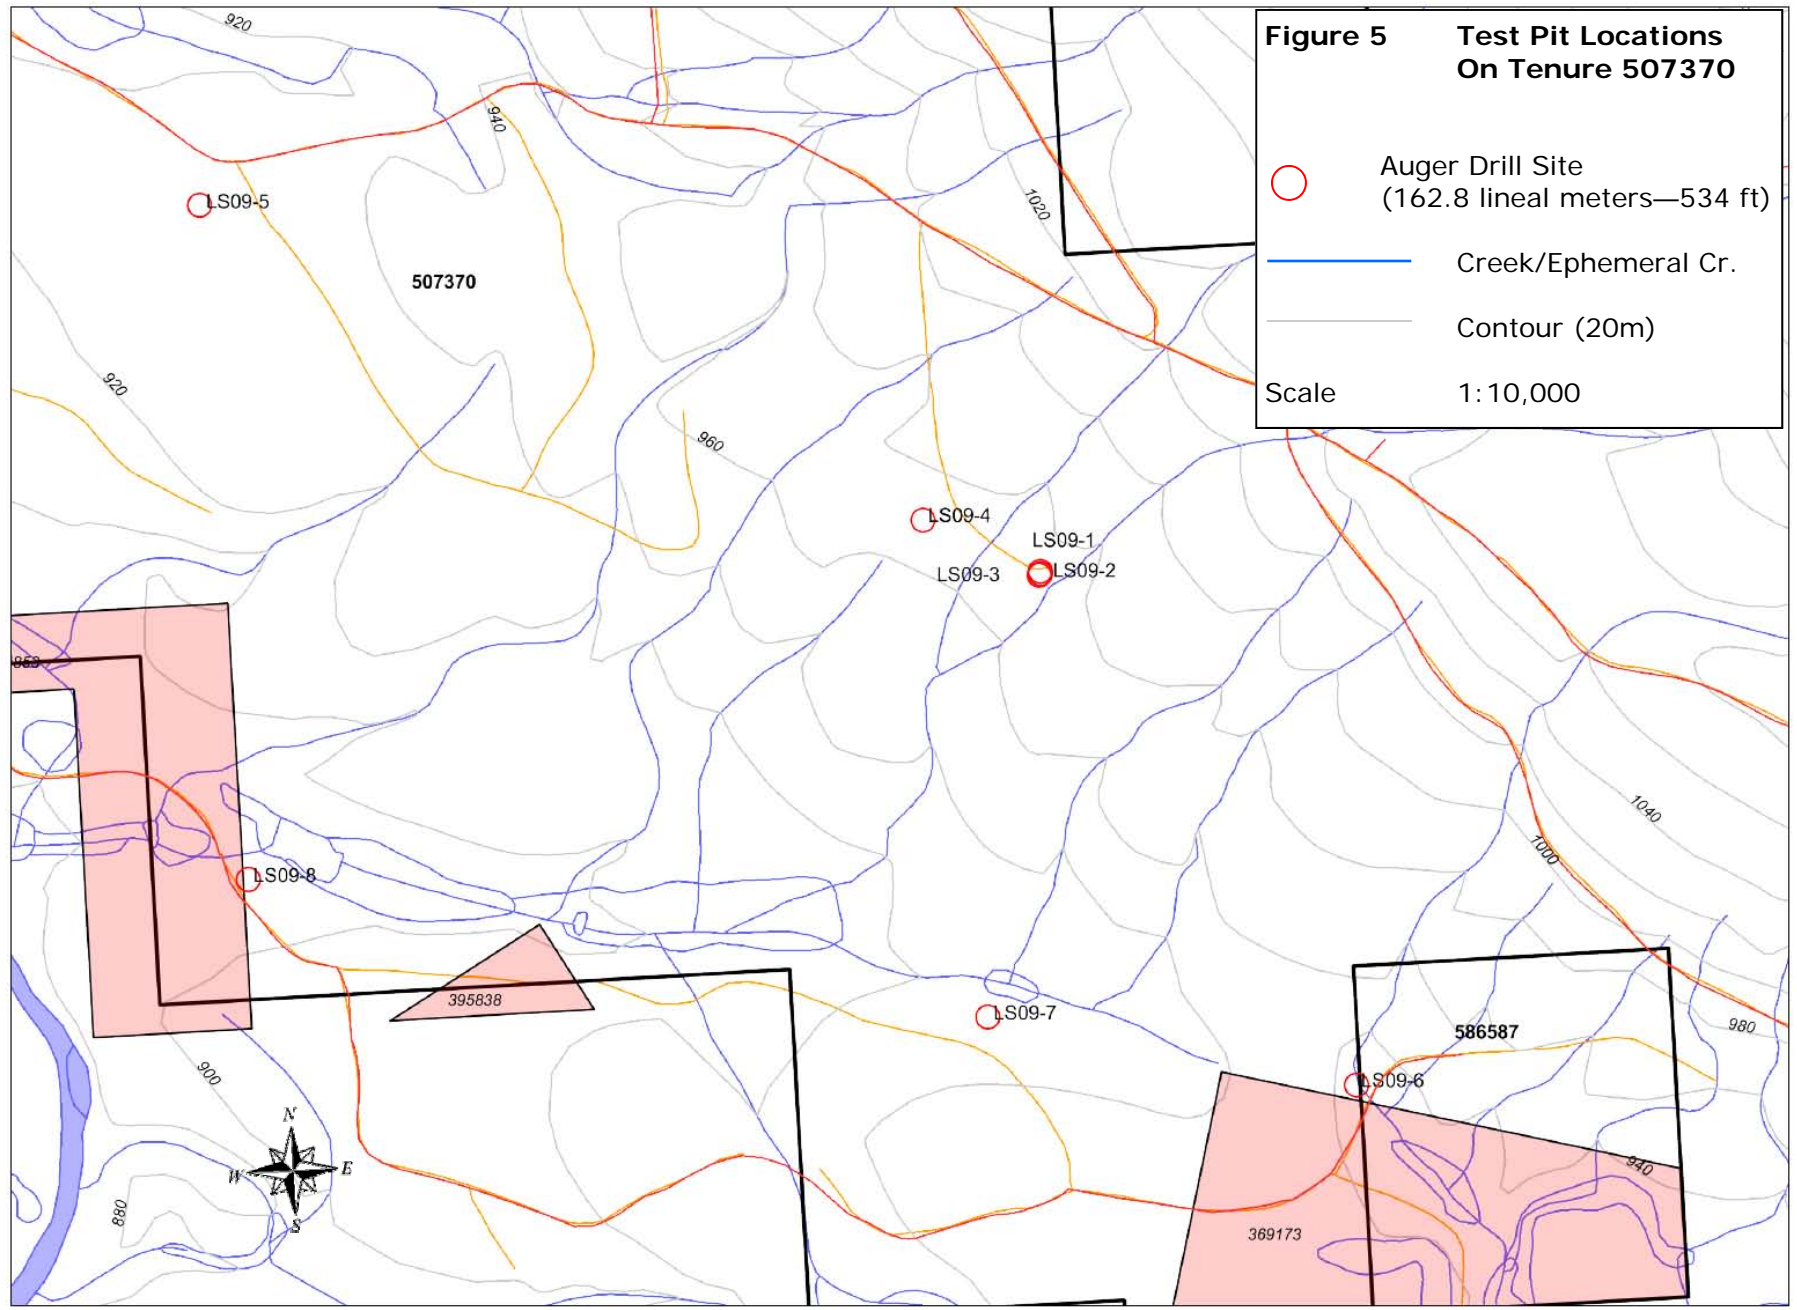 Figure 5 Test Pit Locations
On Tenure 507370
Auger Drill Site
(162.8 lineal meters—534 ft)
Creek/Ephemeral Cr.
Contour (20m)
Scale 1:10,000
920
940
1020
LS09-5
507370
920
960
LS09-4
LS09-1
LS09-3
LS09-2
1040
1000
LS09-8
395838
LS09-7
980
586587
LS09-6
900
N
W E
S
880
940
369173